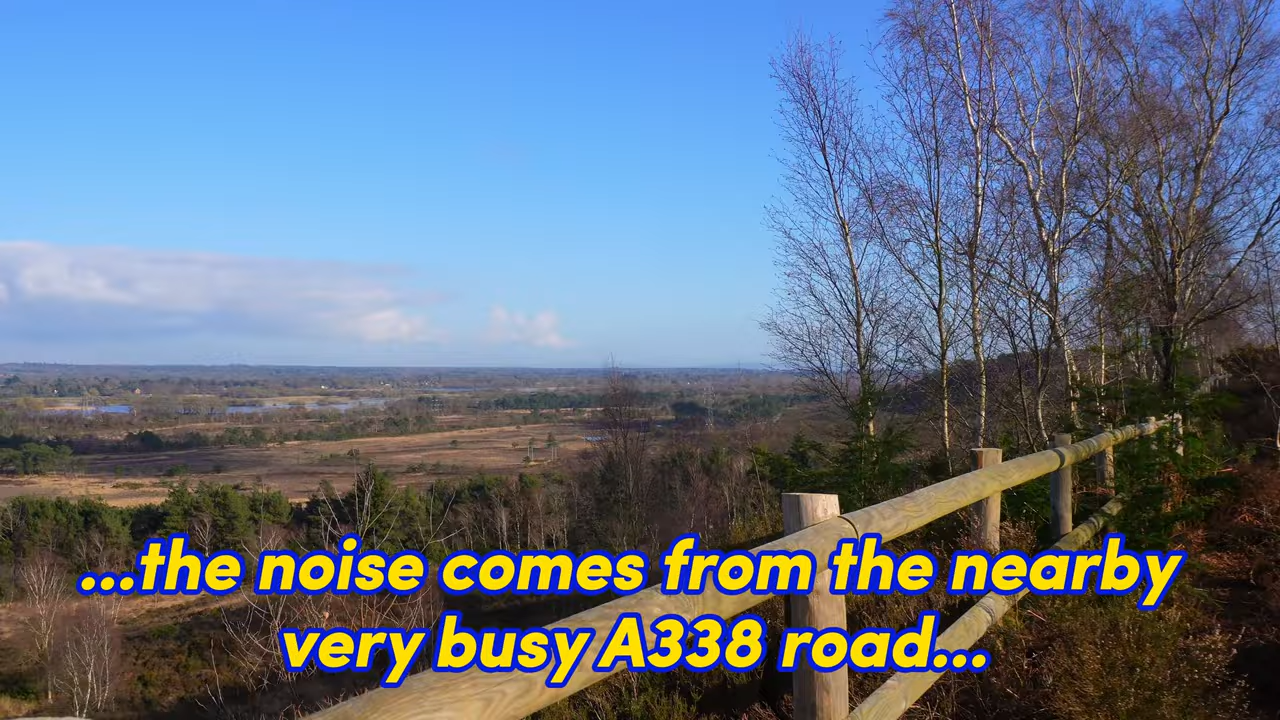 ...the noise comes from the nearby
very busy A338 road...